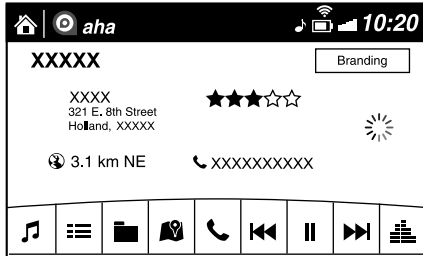 aha 10:20
XXXXX Branding
XXXX
321 E. 8th Street
Holland, XXXXX
3.1 km NE XXXXXXXXXX